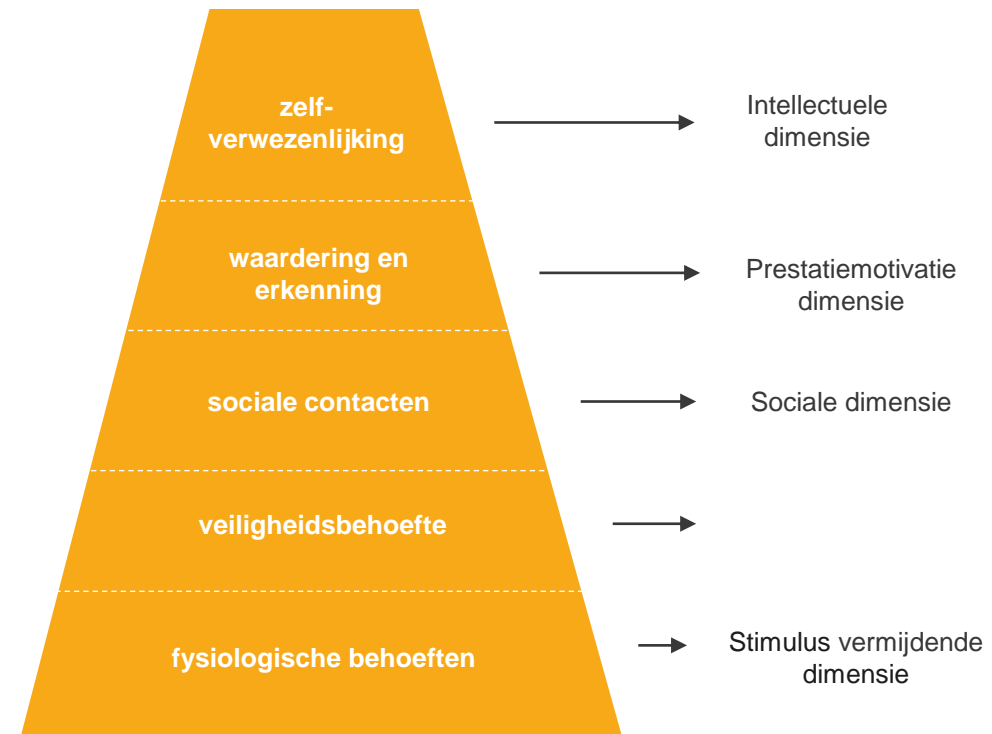 zelf-
verwezenlijking
Intellectuele
dimensie
waardering en
erkenning
Prestatiemotivatie
dimensie
sociale contacten
Sociale dimensie
veiligheidsbehoefte
fysiologische behoeften
Stimulus vermijdende
dimensie